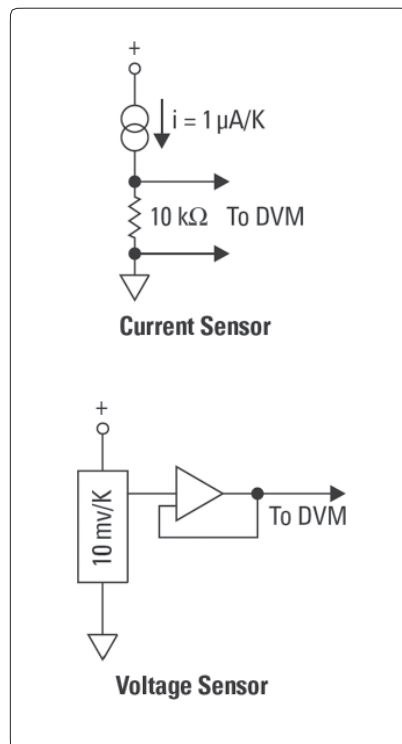 +
i = 1 µA/K
10 kΩ To DVM
Current Sensor
+
10 mv/K
To DVM
Voltage Sensor